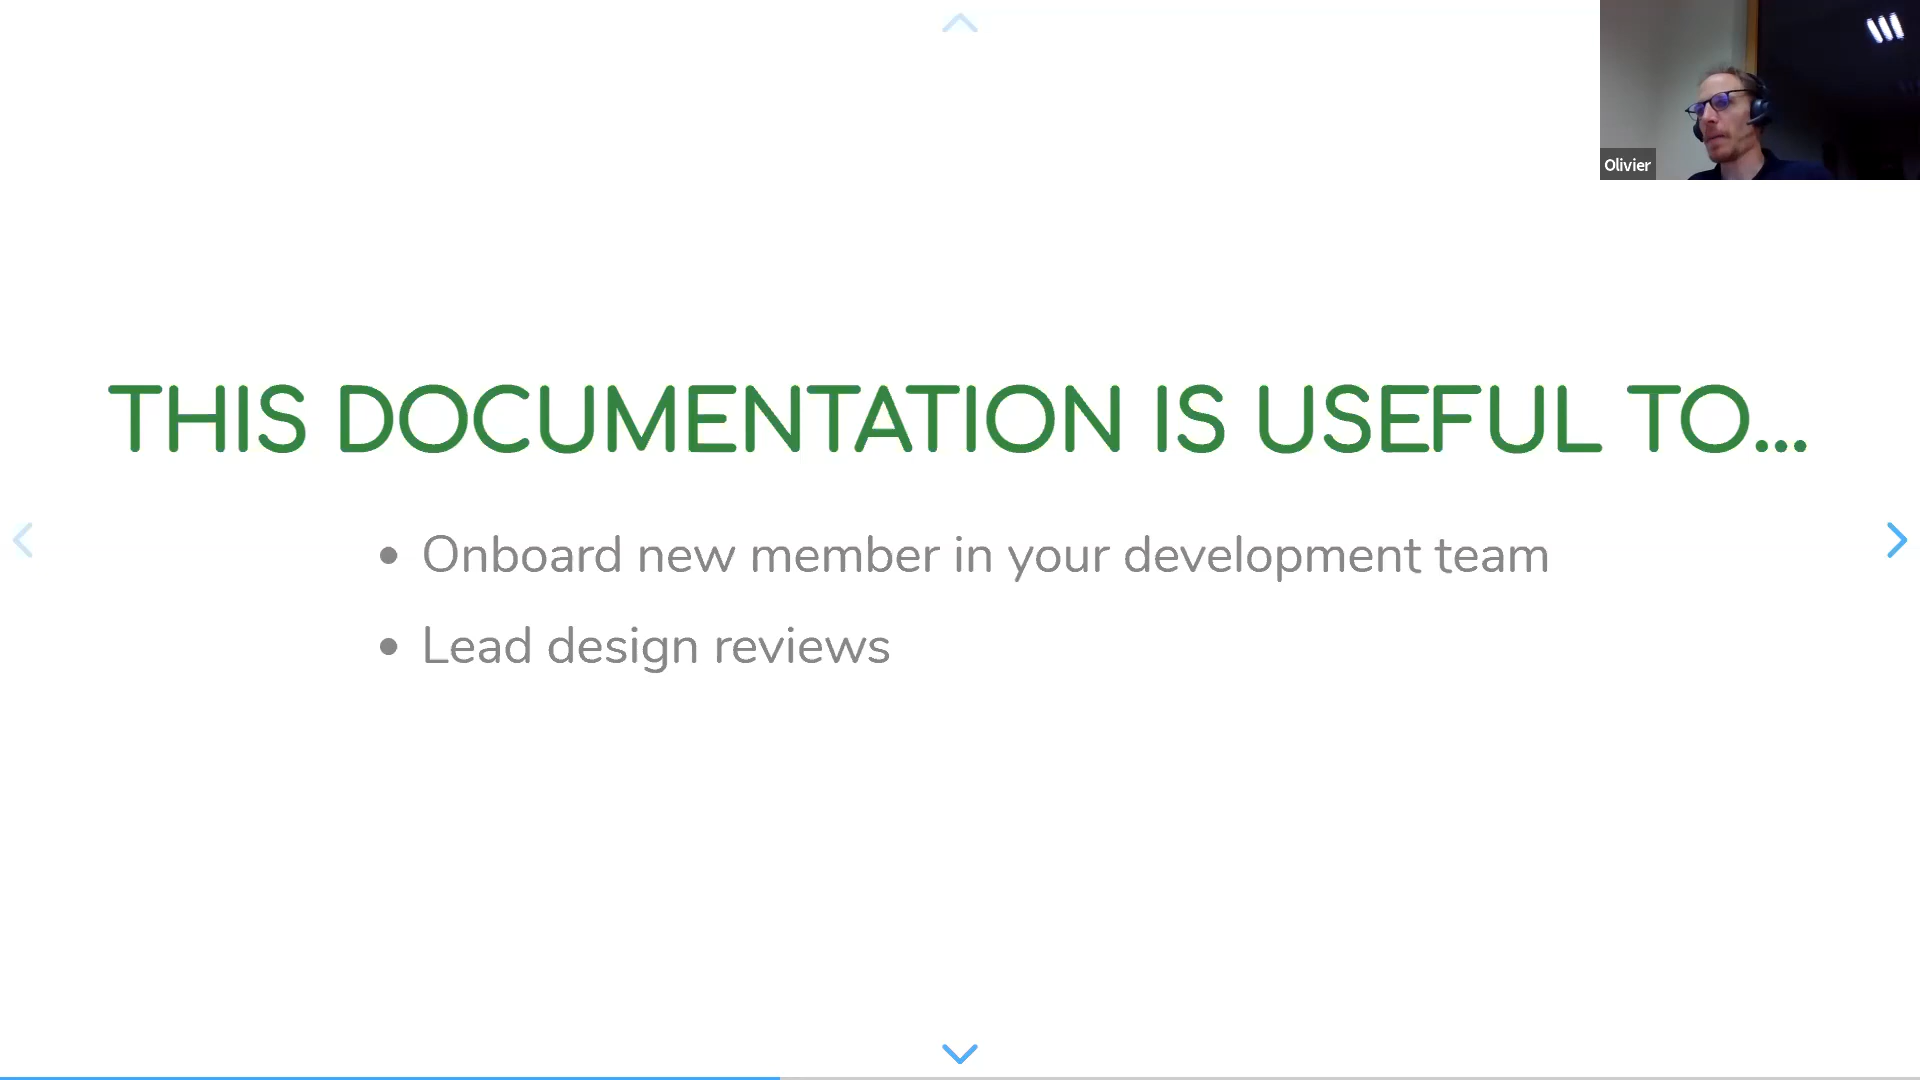 Olivier
THIS DOCUMENTATION IS USEFUL TO...
Onboard new member in your development team
Lead design reviews